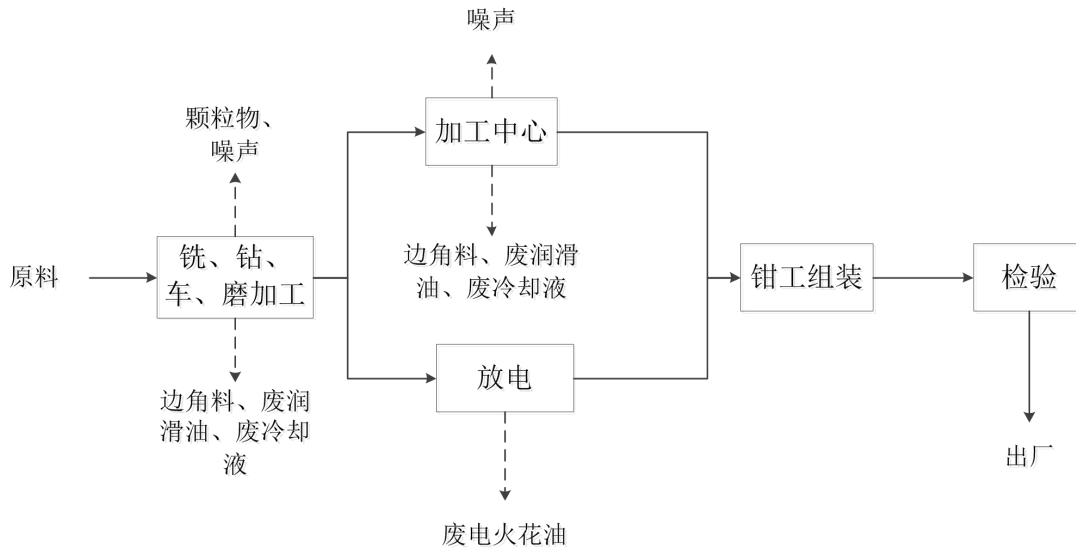 噪声
颗粒物、
噪声
加工中心
原料
铣、钻、
车、磨加工
边角料、废润滑
油、废冷却液
钳工组装
检验
边角料、废润
滑油、废冷却
液
放电
出厂
废电火花油